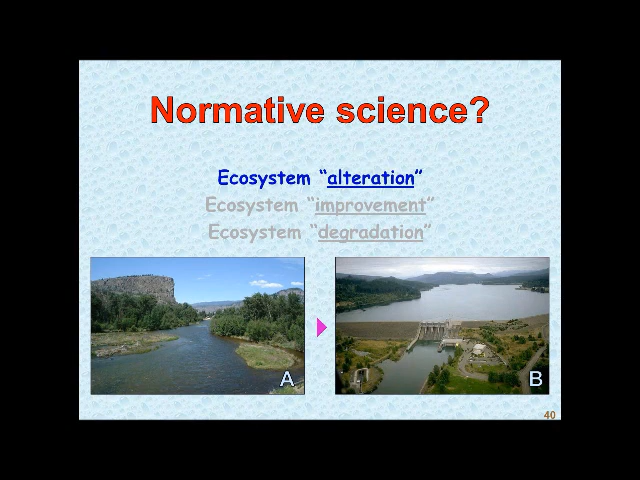 Normative science?
Ecosystem “alteration”
Ecosystem “improvement”
Ecosystem “degradation”
A
B
40